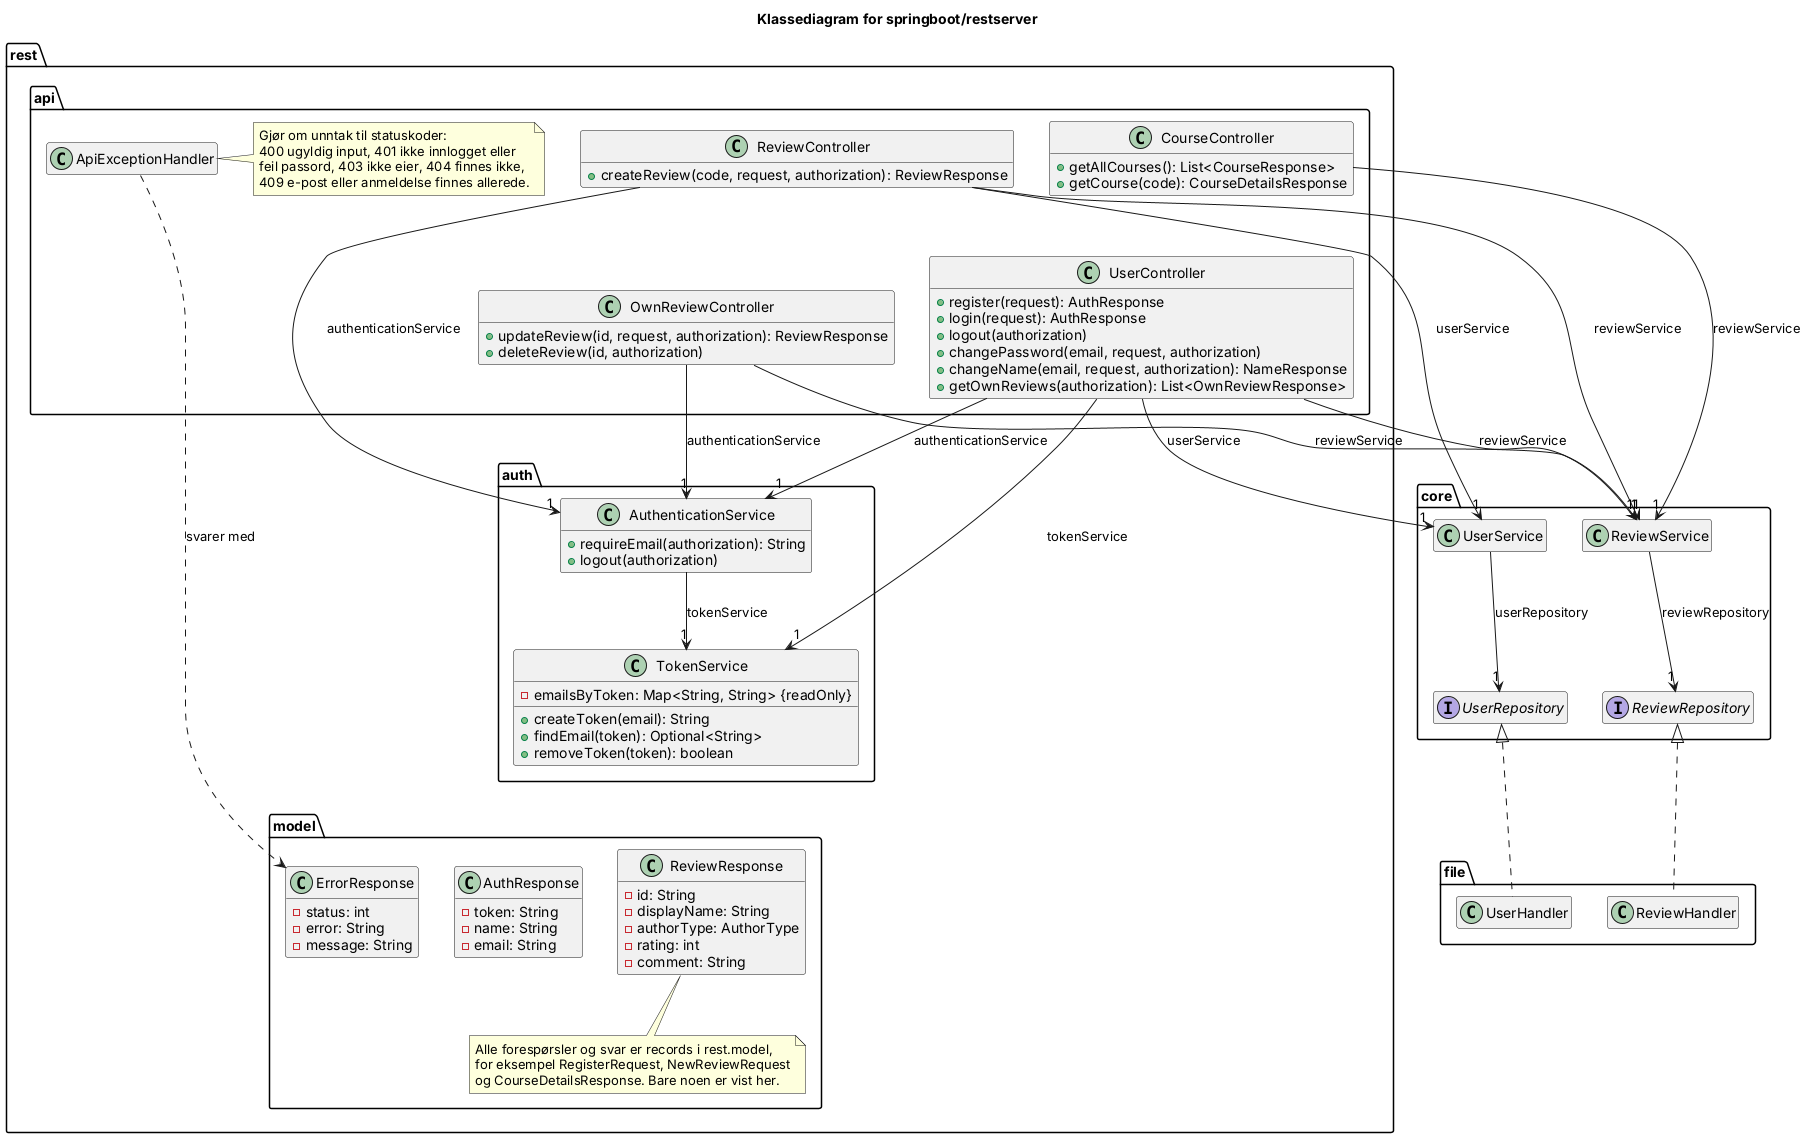 Klassediagram for springboot/restserver
rest
api
ApiExceptionHandler
Gjør om unntak til statuskoder:
400 ugyldig input, 401 ikke innlogget eller
feil passord, 403 ikke eier, 404 finnes ikke,
409 e-post eller anmeldelse finnes allerede.
ReviewController
createReview(code, request, authorization): ReviewResponse
CourseController
getAllCourses(): List<CourseResponse>
getCourse(code): CourseDetailsResponse
OwnReviewController
updateReview(id, request, authorization): ReviewResponse
deleteReview(id, authorization)
UserController
register(request): AuthResponse
login(request): AuthResponse
logout(authorization)
changePassword(email, request, authorization)
changeName(email, request, authorization): NameResponse
getOwnReviews(authorization): List<OwnReviewResponse>
authenticationService
userService
reviewService
reviewService
authenticationService
authenticationService
userService
reviewService
reviewService
auth
1
1
1
AuthenticationService
requireEmail(authorization): String
logout(authorization)
svarer med
tokenService
tokenService
1
1
TokenService
emailsByToken: Map<String, String> {readOnly}
createToken(email): String
findEmail(token): Optional<String>
removeToken(token): boolean
core
1
1
1
1
1
UserService
ReviewService
userRepository
reviewRepository
1
1
UserRepository
ReviewRepository
file
UserHandler
ReviewHandler
model
ErrorResponse
status: int
error: String
message: String
AuthResponse
token: String
name: String
email: String
ReviewResponse
id: String
displayName: String
authorType: AuthorType
rating: int
comment: String
Alle forespørsler og svar er records i rest.model,
for eksempel RegisterRequest, NewReviewRequest
og CourseDetailsResponse. Bare noen er vist her.